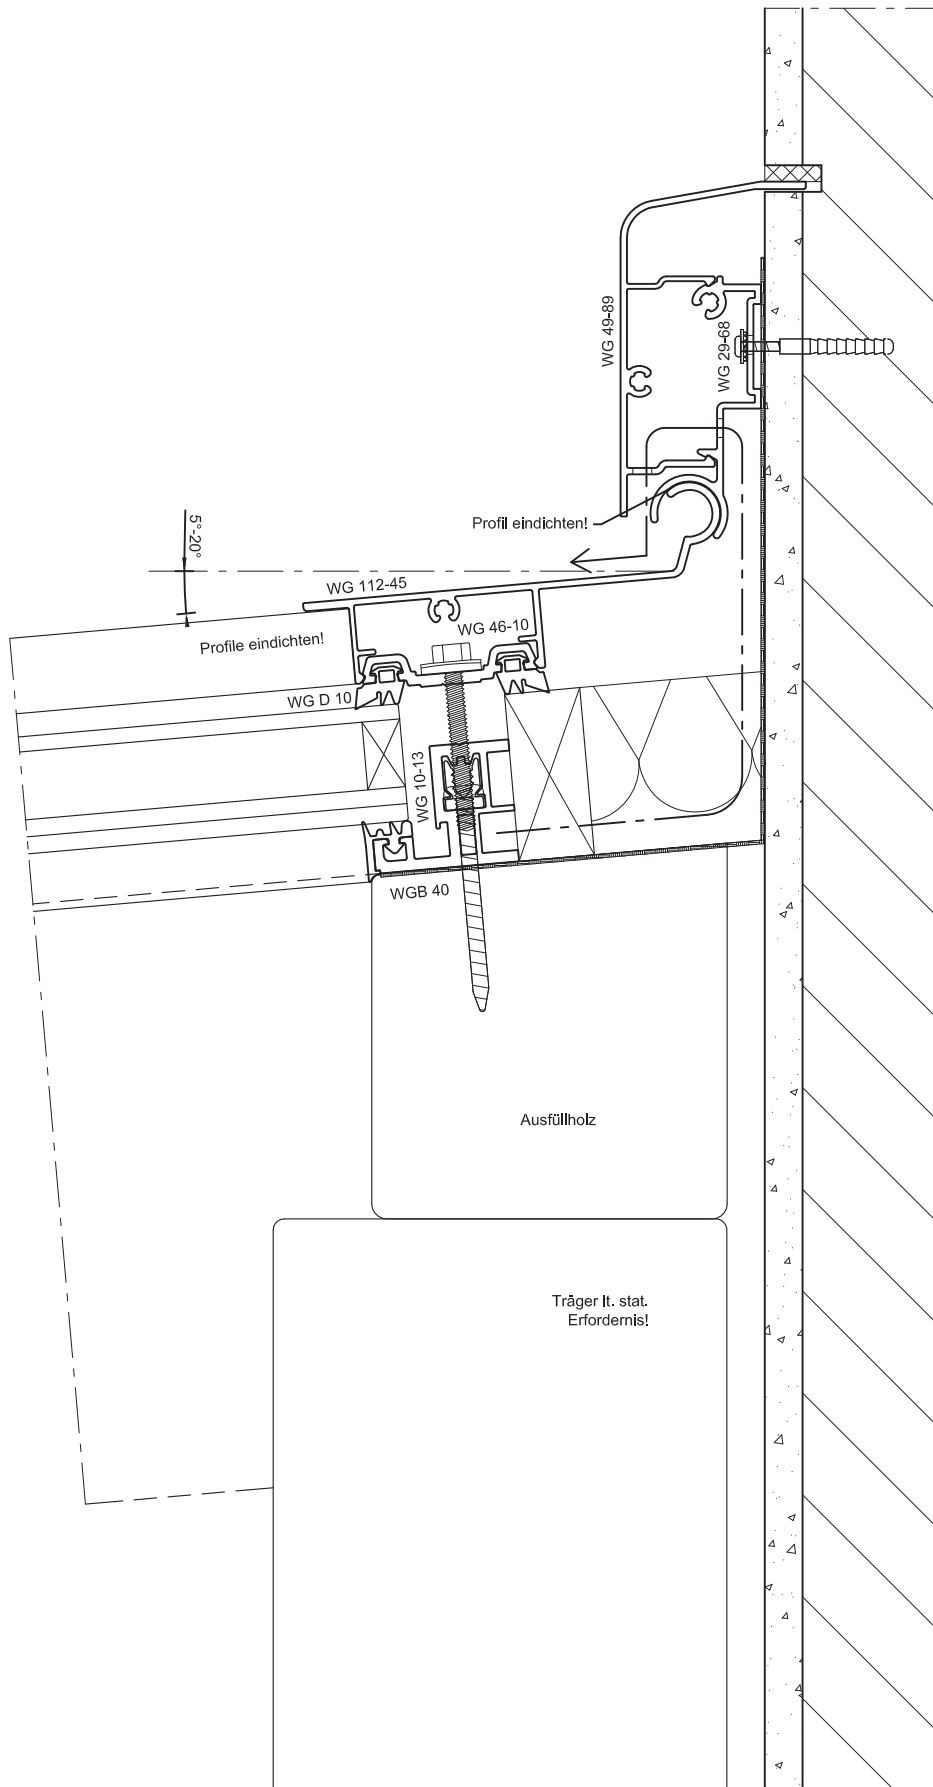 WG 49-89
WG 29-68
Profil eindichten!
5°-20°
WG 112-45
WG 46-10
Profile eindichten!
WG D 10
WG 10-13
WGB 40
Ausfüllholz
Träger lt. stat.
Erfordernis!